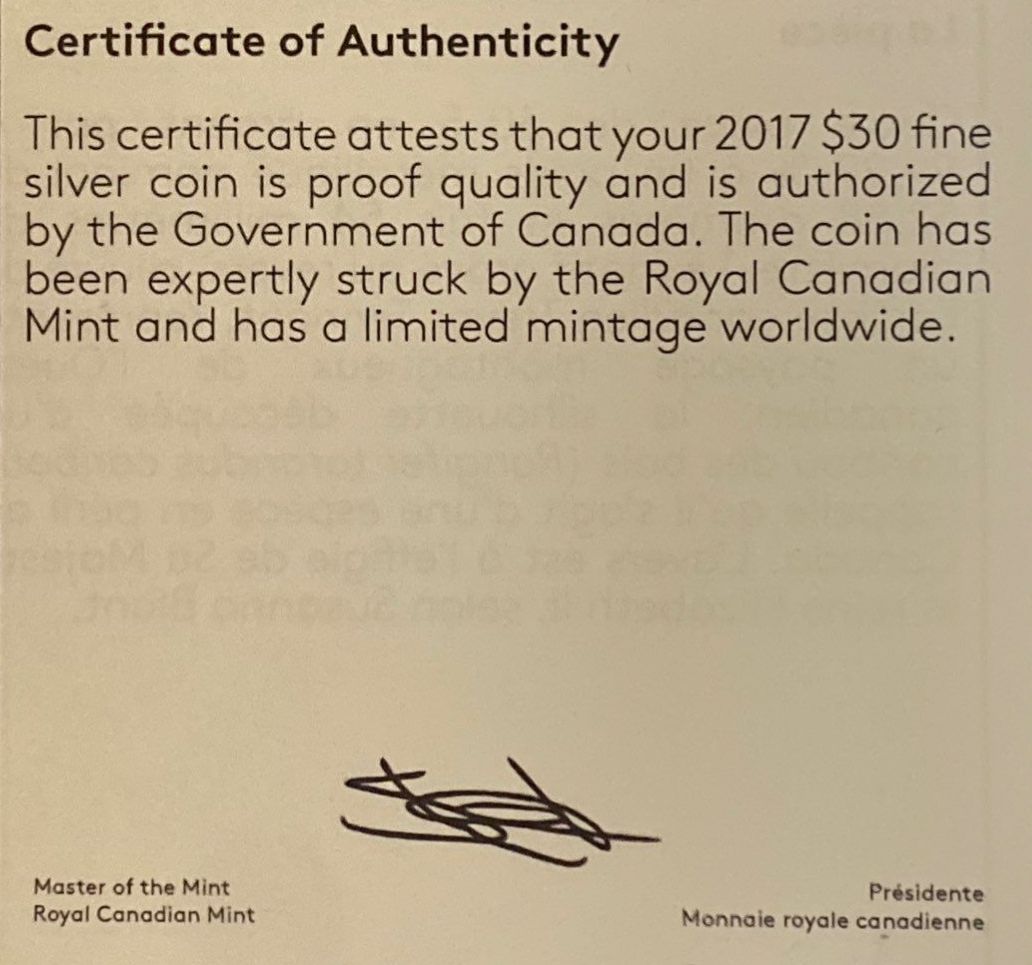 Certificate of Authenticity
This certificate attests that your 2017 $30 fine
silver coin is proof quality and is authorized
by the Government of Canada. The coin has
been expertly struck by the Royal Canadian
Mint and has a limited mintage worldwide.
Master of the Mint
Royal Canadian Mint
Présidente
Monnaie royale canadienne